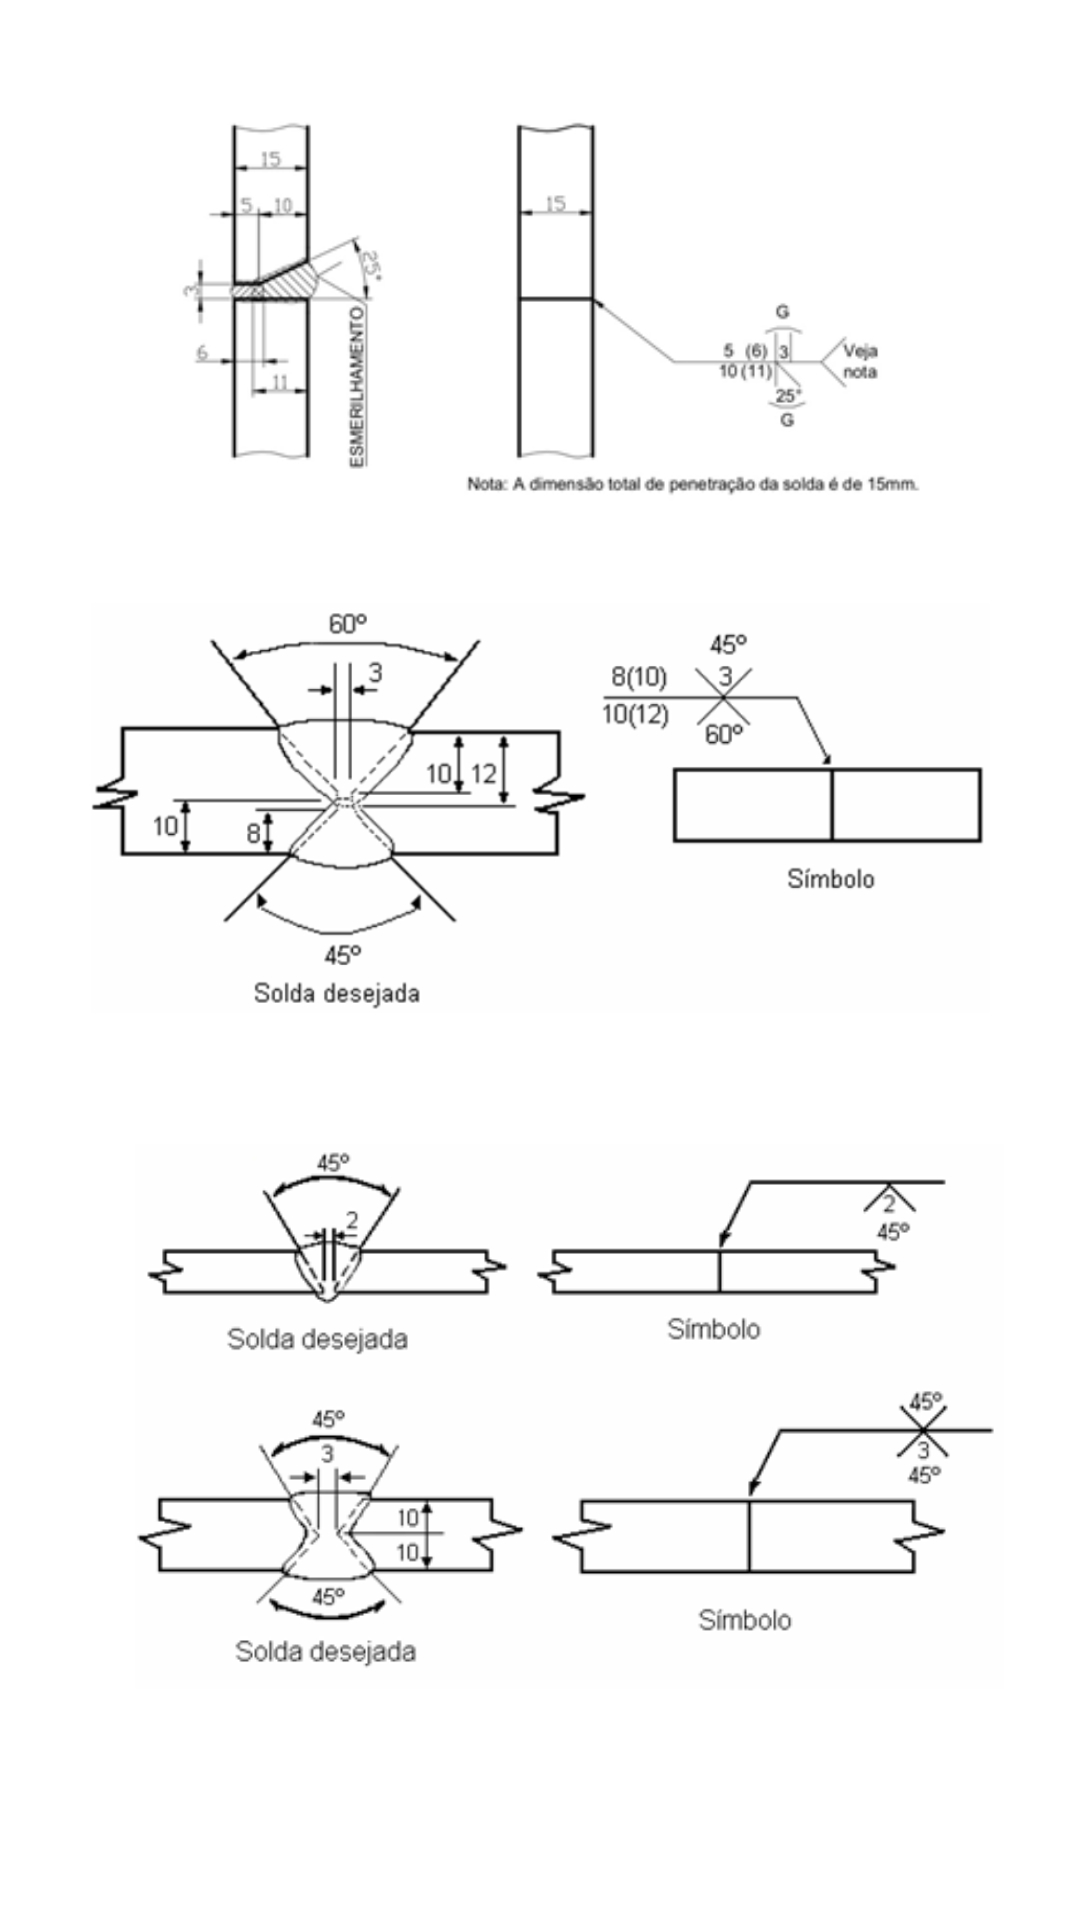 15
5 10
25°
3
6
11
ESMERILHAMENTO
15
G
5 (6) 3
10 (11)
25°
G
Veja
nota
Nota: A dimensão total de penetração da solda é de 15mm.
60º
3
10 12
10
8
45º
Solda desejada
45º
8(10) 3
10(12)
60º
Símbolo
45º
2
Solda desejada
2
45º
Símbolo
45º
3
10
10
45º
Solda desejada
45º
3
45º
Símbolo